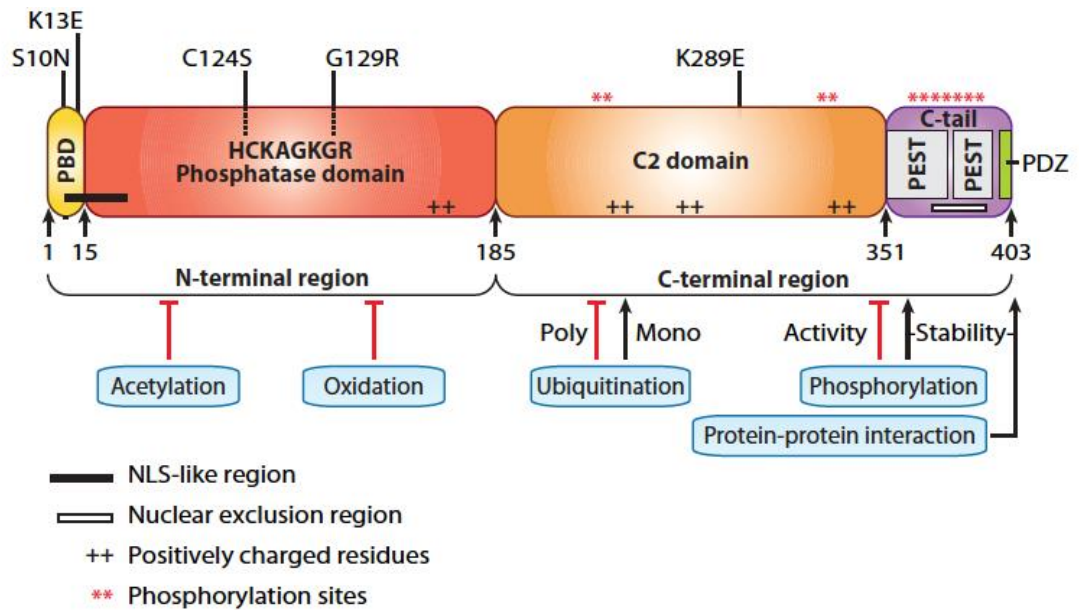 K13E
S10N
C124S
G129R
K289E
** ** *******
C-tail
PBD
HCKAGKGR
Phosphatase domain
C2 domain
PEST
PEST
PDZ
++ ++ ++ ++
1 15 185 351 403
N-terminal region
C-terminal region
Poly Mono Activity -Stability-
Acetylation Oxidation Ubiquitination Phosphorylation
Protein-protein interaction
NLS-like region
Nuclear exclusion region
++ Positively charged residues
** Phosphorylation sites